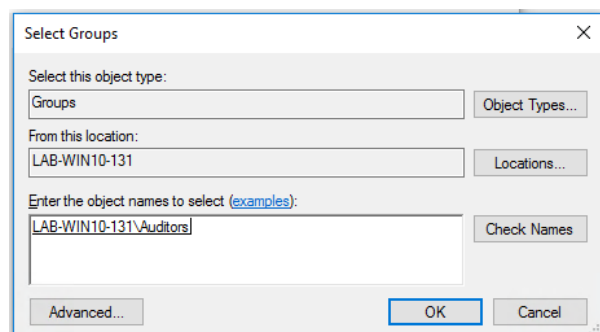 Select Groups
Select this object type:
Groups
Object Types...
From this location:
LAB-WIN10-131
Locations...
Enter the object names to select (examples):
LAB-WIN10-131\Auditors
Check Names
Advanced...
OK
Cancel